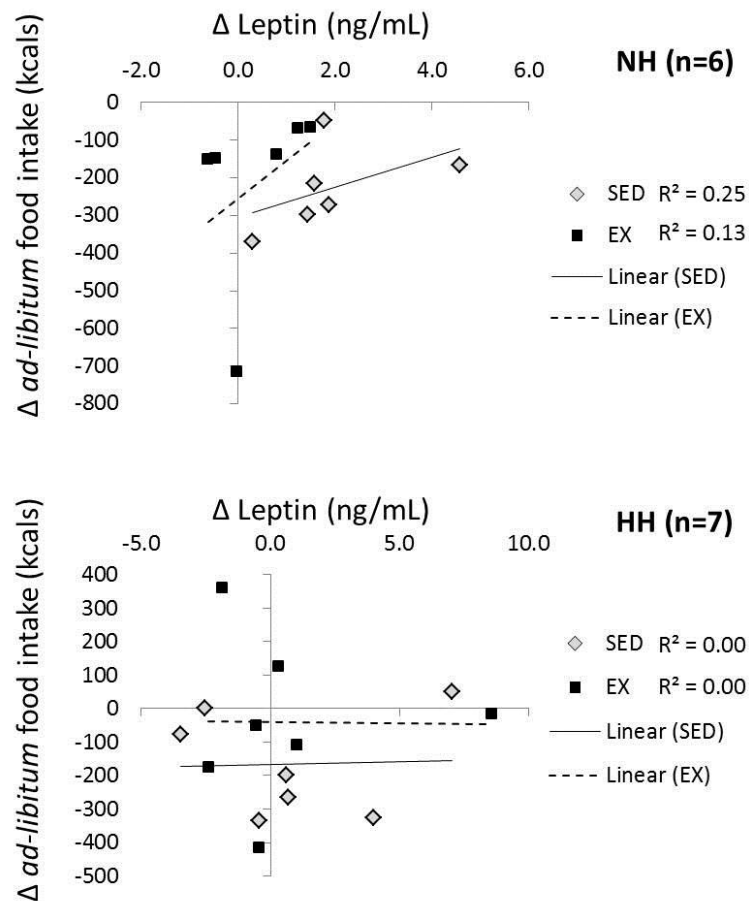 Δ Leptin (ng/mL)
NH (n=6)
-2.0 0.0 2.0 4.0 6.0
Δ ad-libitum food intake (kcals)
0
-100
-200
-300
-400
-500
-600
-700
-800
SED R² = 0.25
EX R² = 0.13
Linear (SED)
Linear (EX)
Δ Leptin (ng/mL)
HH (n=7)
-5.0 0.0 5.0 10.0
Δ ad-libitum food intake (kcals)
400
300
200
100
0
-100
-200
-300
-400
-500
SED R² = 0.00
EX R² = 0.00
Linear (SED)
Linear (EX)